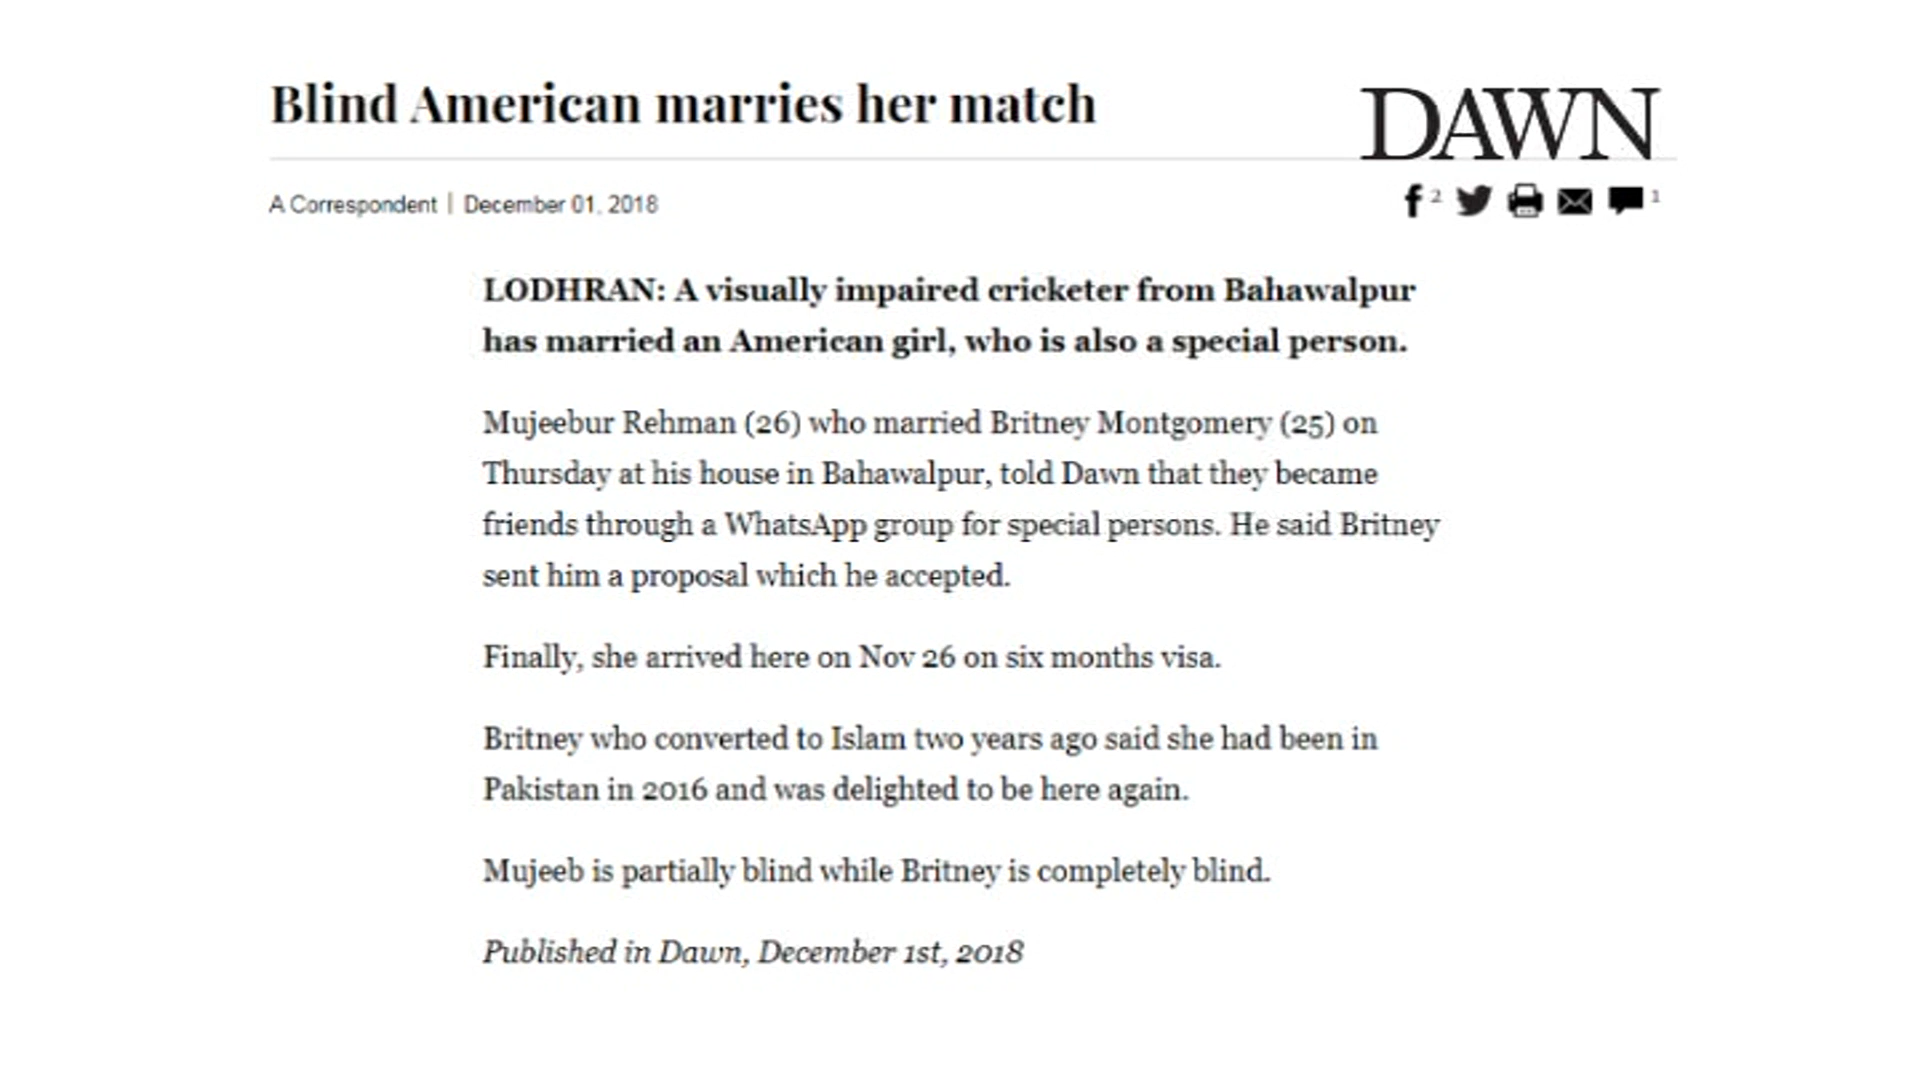 Blind American marries her match
DAWN
A Correspondent | December 01, 2018
2
1
LODHRAN: A visually impaired cricketer from Bahawalpur
has married an American girl, who is also a special person.
Mujeebur Rehman (26) who married Britney Montgomery (25) on
Thursday at his house in Bahawalpur, told Dawn that they became
friends through a WhatsApp group for special persons. He said Britney
sent him a proposal which he accepted.
Finally, she arrived here on Nov 26 on six months visa.
Britney who converted to Islam two years ago said she had been in
Pakistan in 2016 and was delighted to be here again.
Mujeeb is partially blind while Britney is completely blind.
Published in Dawn, December 1st, 2018